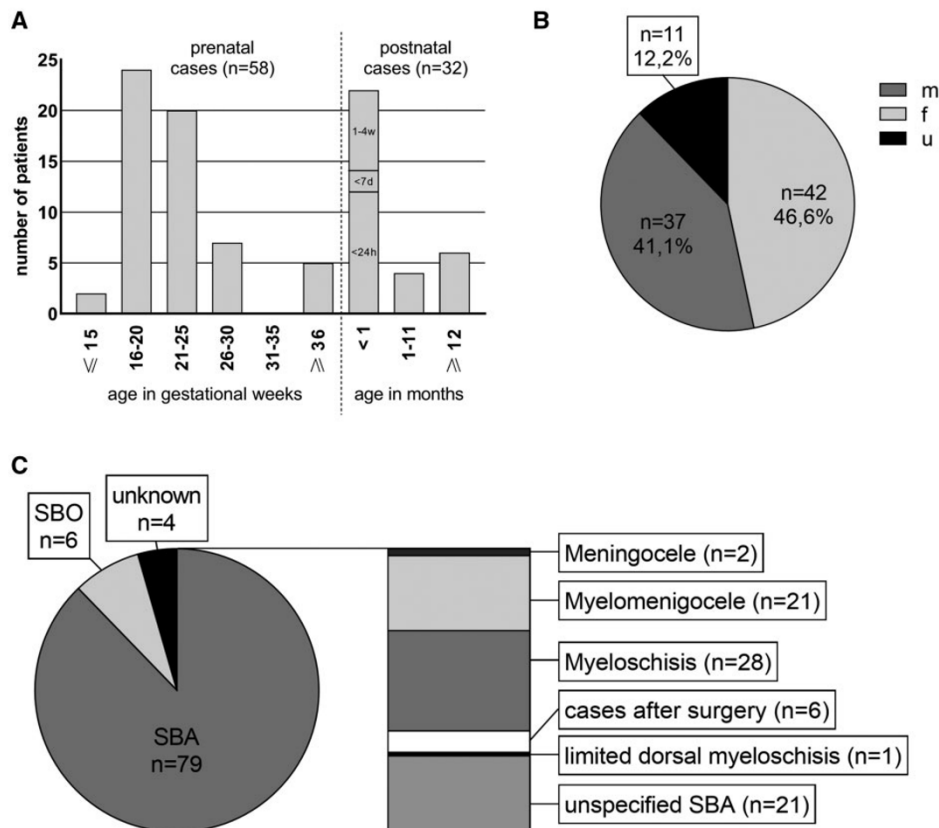 A
prenatal
cases (n=58)
postnatal
cases (n=32)
number of patients
25
20
15
10
5
0
1-4w
<7d
<24h
≤ 15
16-20
21-25
26-30
31-35
≥ 36
< 1
1-11
≥ 12
age in gestational weeks
age in months
B
n=11
12,2%
n=42
46,6%
n=37
41,1%
m
f
u
C
SBO
n=6
unknown
n=4
SBA
n=79
Meningocele (n=2)
Myelomenigocele (n=21)
Myeloschisis (n=28)
cases after surgery (n=6)
limited dorsal myeloschisis (n=1)
unspecified SBA (n=21)